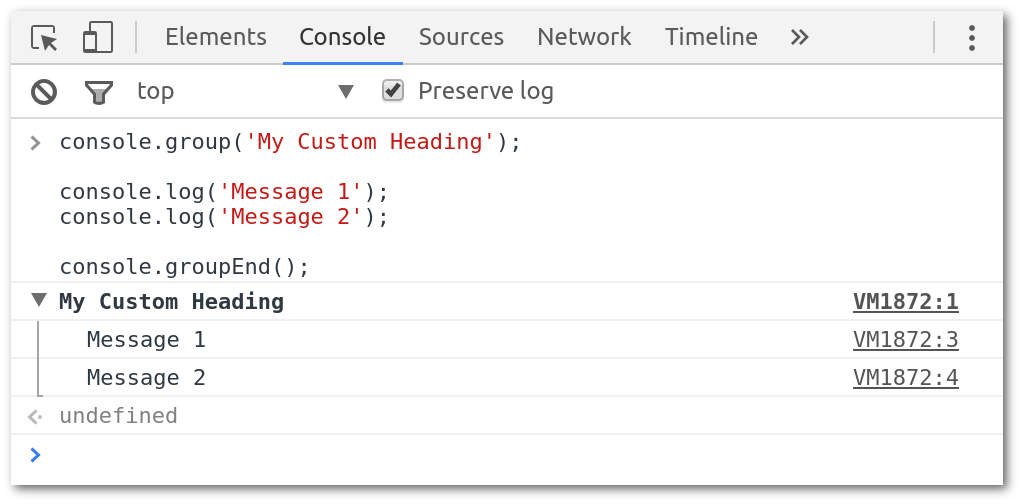 Elements Console Sources Network Timeline
top Preserve log
console.group('My Custom Heading');
console.log('Message 1');
console.log('Message 2');
console.groupEnd();
My Custom Heading VM1872:1
Message 1 VM1872:3
Message 2 VM1872:4
undefined